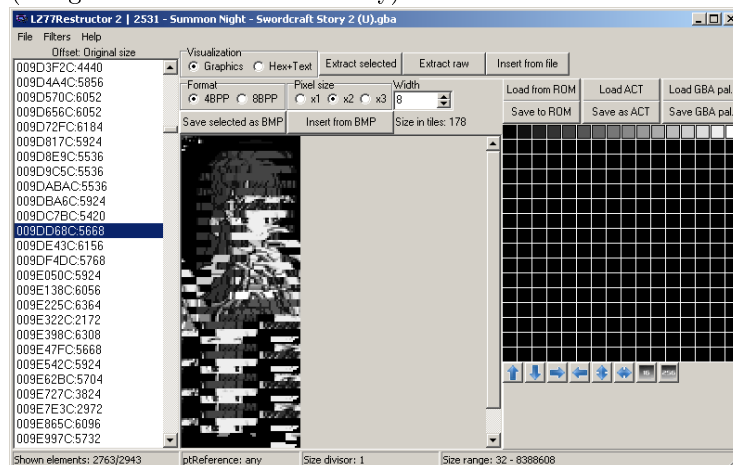 LZ77Restructor 2 | 2531 - Summon Night - Swordcraft Story 2 (U).gba
File Filters Help
Offset: Original size
009D3F2C:4440
009D4A4C:5856
009D570C:6052
009D656C:6052
009D72FC:6184
009D817C:5924
009D8E9C:5536
009D9C5C:5536
009DABAC:5536
009DBA6C:5924
009DC7BC:5420
009DD68C:5668
009DE43C:6156
009DF4DC:5768
009E050C:5924
009E138C:6056
009E225C:6364
009E322C:2172
009E398C:6308
009E47FC:5668
009E542C:5924
009E62BC:5704
009E727C:3824
009E7E3C:2972
009E865C:6096
009E997C:5732
Visualization
Graphics Hex+Text
Extract selected Extract raw Insert from file
Format
4BPP 8BPP
Pixel size
x1 x2 x3
Width
8
Save selected as BMP Insert from BMP Size in tiles: 178
Load from ROM Load ACT Load GBA pal.
Save to ROM Save as ACT Save GBA pal.
16 256
Shown elements: 2763/2943 ptReference: any Size divisor: 1 Size range: 32 - 8388608